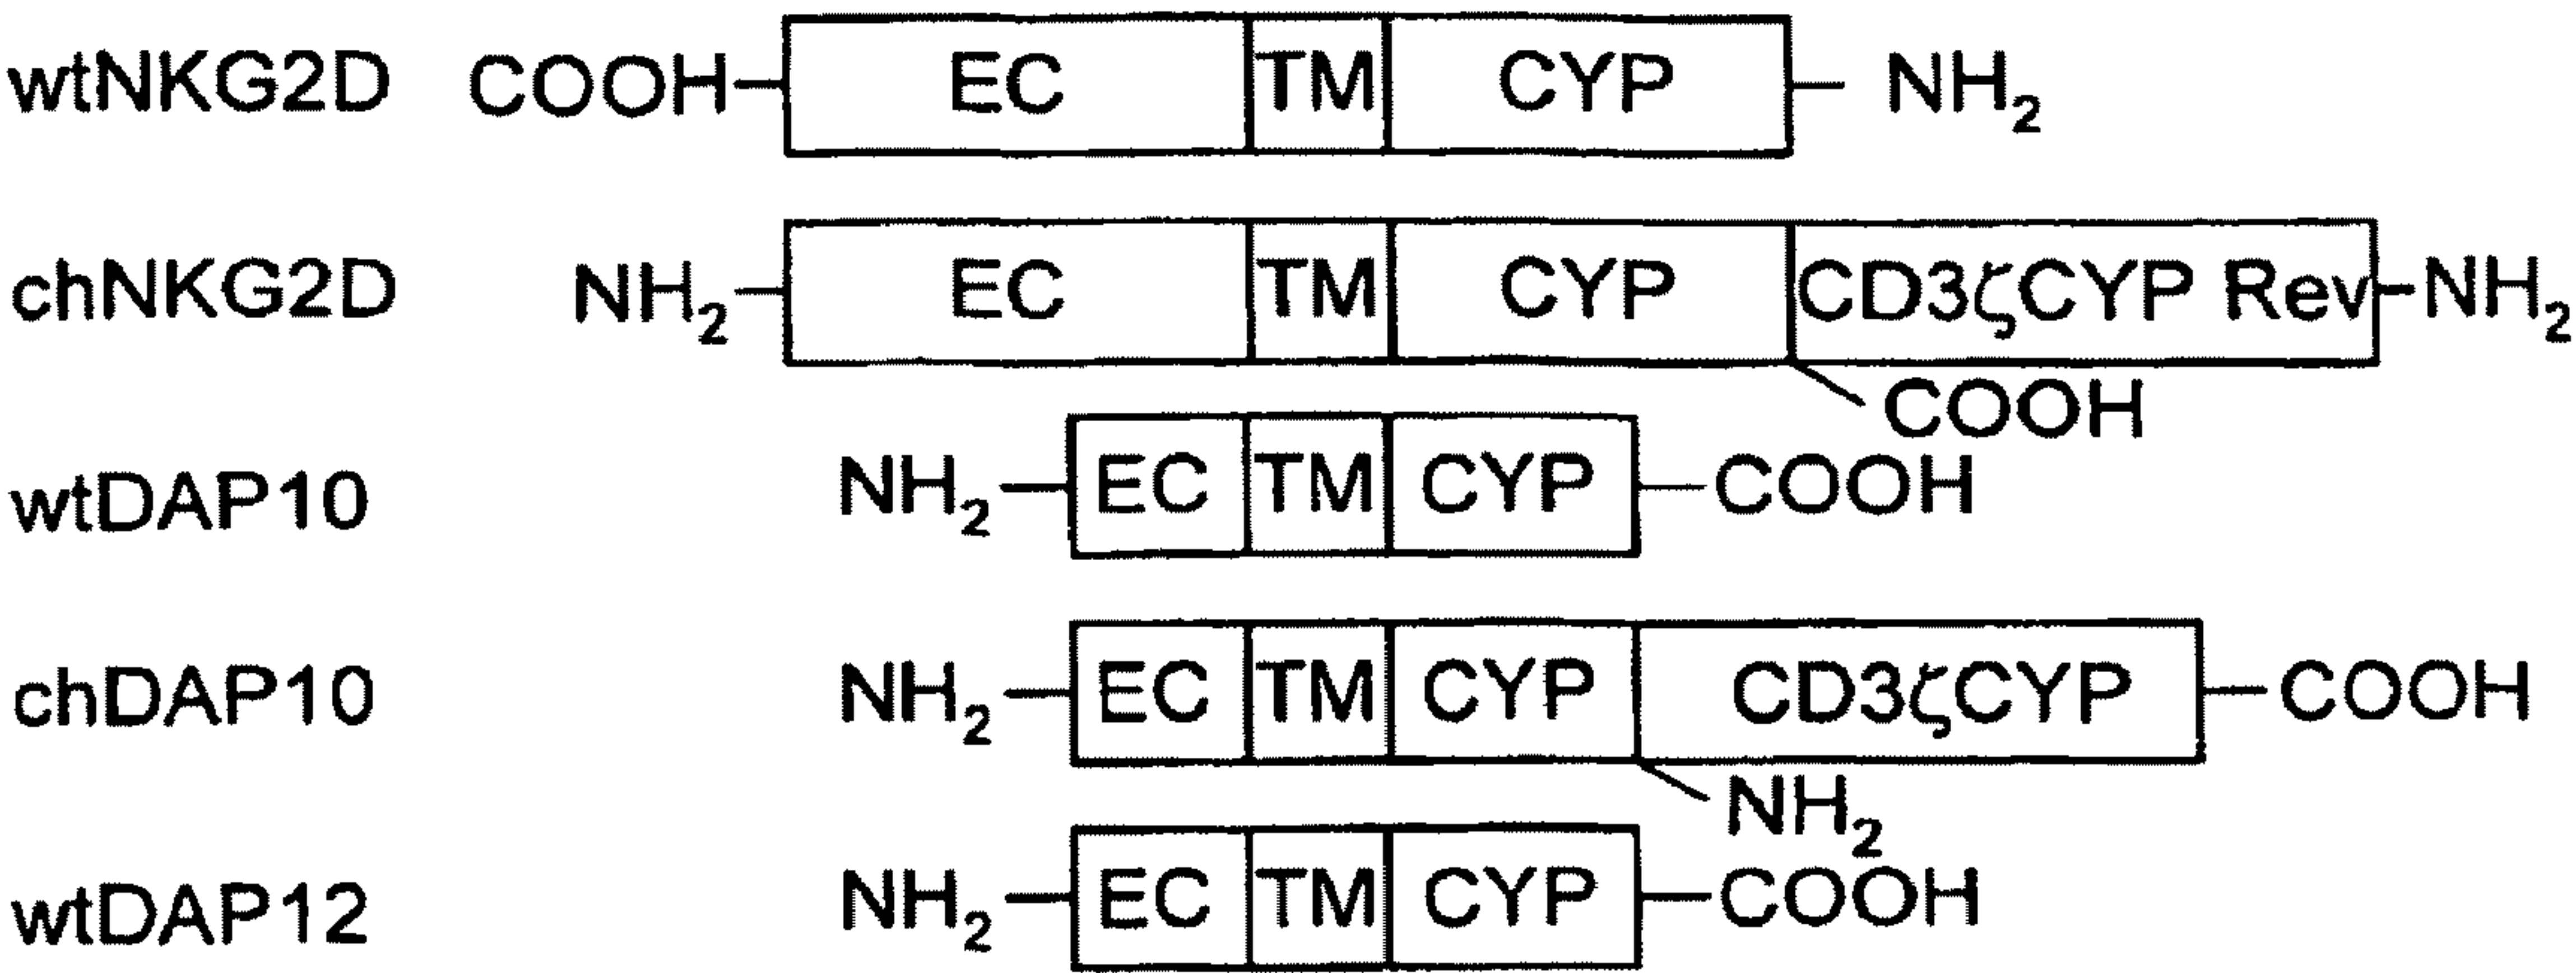 wtNKG2D COOH EC TM CYP NH₂
chNKG2D NH₂ EC TM CYP CD3ζCYP Rev NH₂
COOH
wtDAP10 NH₂ EC TM CYP COOH
chDAP10 NH₂ EC TM CYP CD3ζCYP COOH
NH₂
wtDAP12 NH₂ EC TM CYP COOH